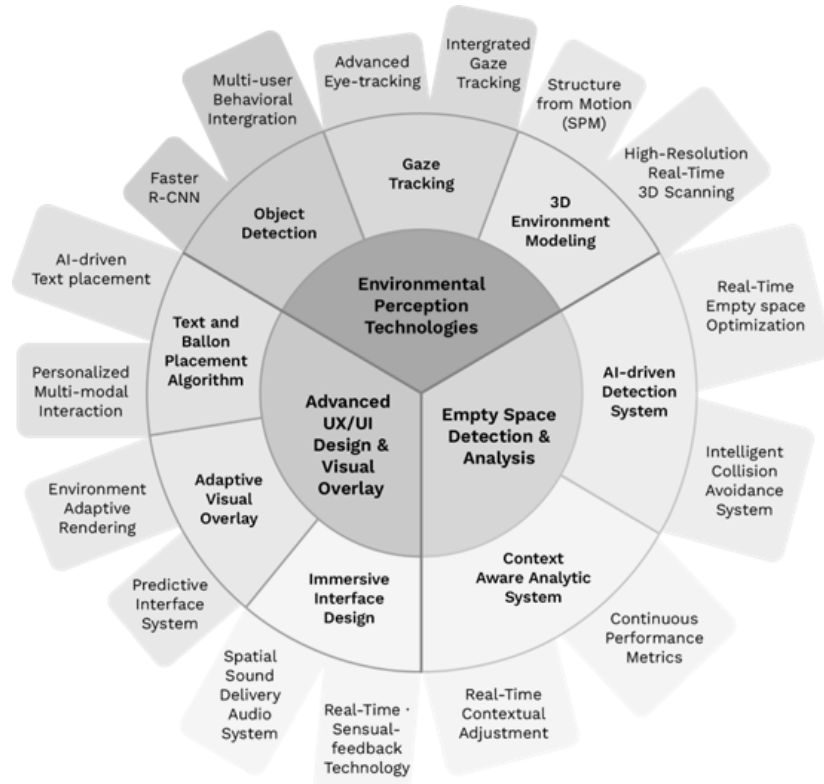 Multi-user
Behavioral
Intergration
Advanced
Eye-tracking
Intergrated
Gaze
Tracking
Structure
from Motion
(SPM)
High-Resolution
Real-Time
3D Scanning
Faster
R-CNN
Object
Detection
Gaze
Tracking
3D
Environment
Modeling
AI-driven
Text placement
Environmental
Perception
Technologies
Real-Time
Empty space
Optimization
Text and
Ballon
Placement
Algorithm
Personalized
Multi-modal
Interaction
Advanced
UX/UI
Design &
Visual
Overlay
Empty Space
Detection &
Analysis
AI-driven
Detection
System
Intelligent
Collision
Avoidance
System
Environment
Adaptive
Rendering
Adaptive
Visual
Overlay
Predictive
Interface
System
Immersive
Interface
Design
Context
Aware Analytic
System
Continuous
Performance
Metrics
Spatial
Sound
Delivery
Audio
System
Real-Time ·
Sensual-
feedback
Technology
Real-Time
Contextual
Adjustment